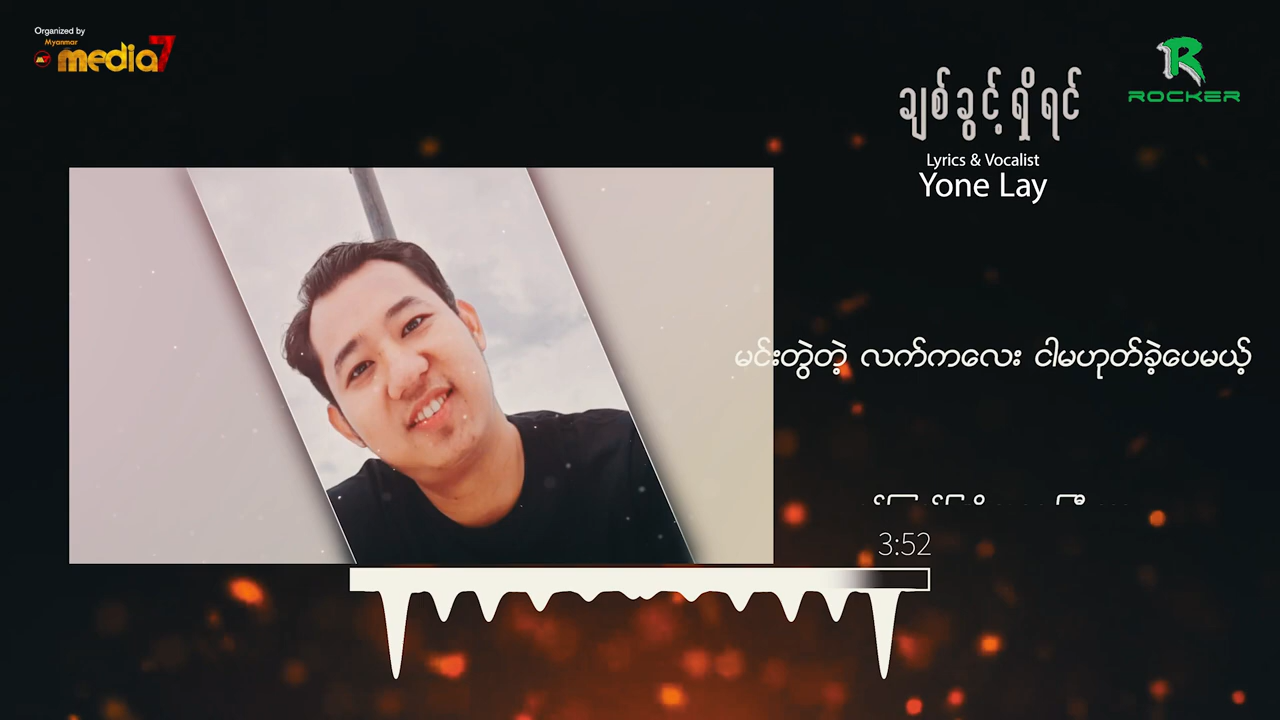 Organized by
Myanmar
media7
ROCKER
ချစ်ခွင့်ရှိရင်
Lyrics & Vocalist
Yone Lay
မင်းတွဲတဲ့ လက်ကလေး ငါမဟုတ်ခဲ့ပေမယ့်
3:52